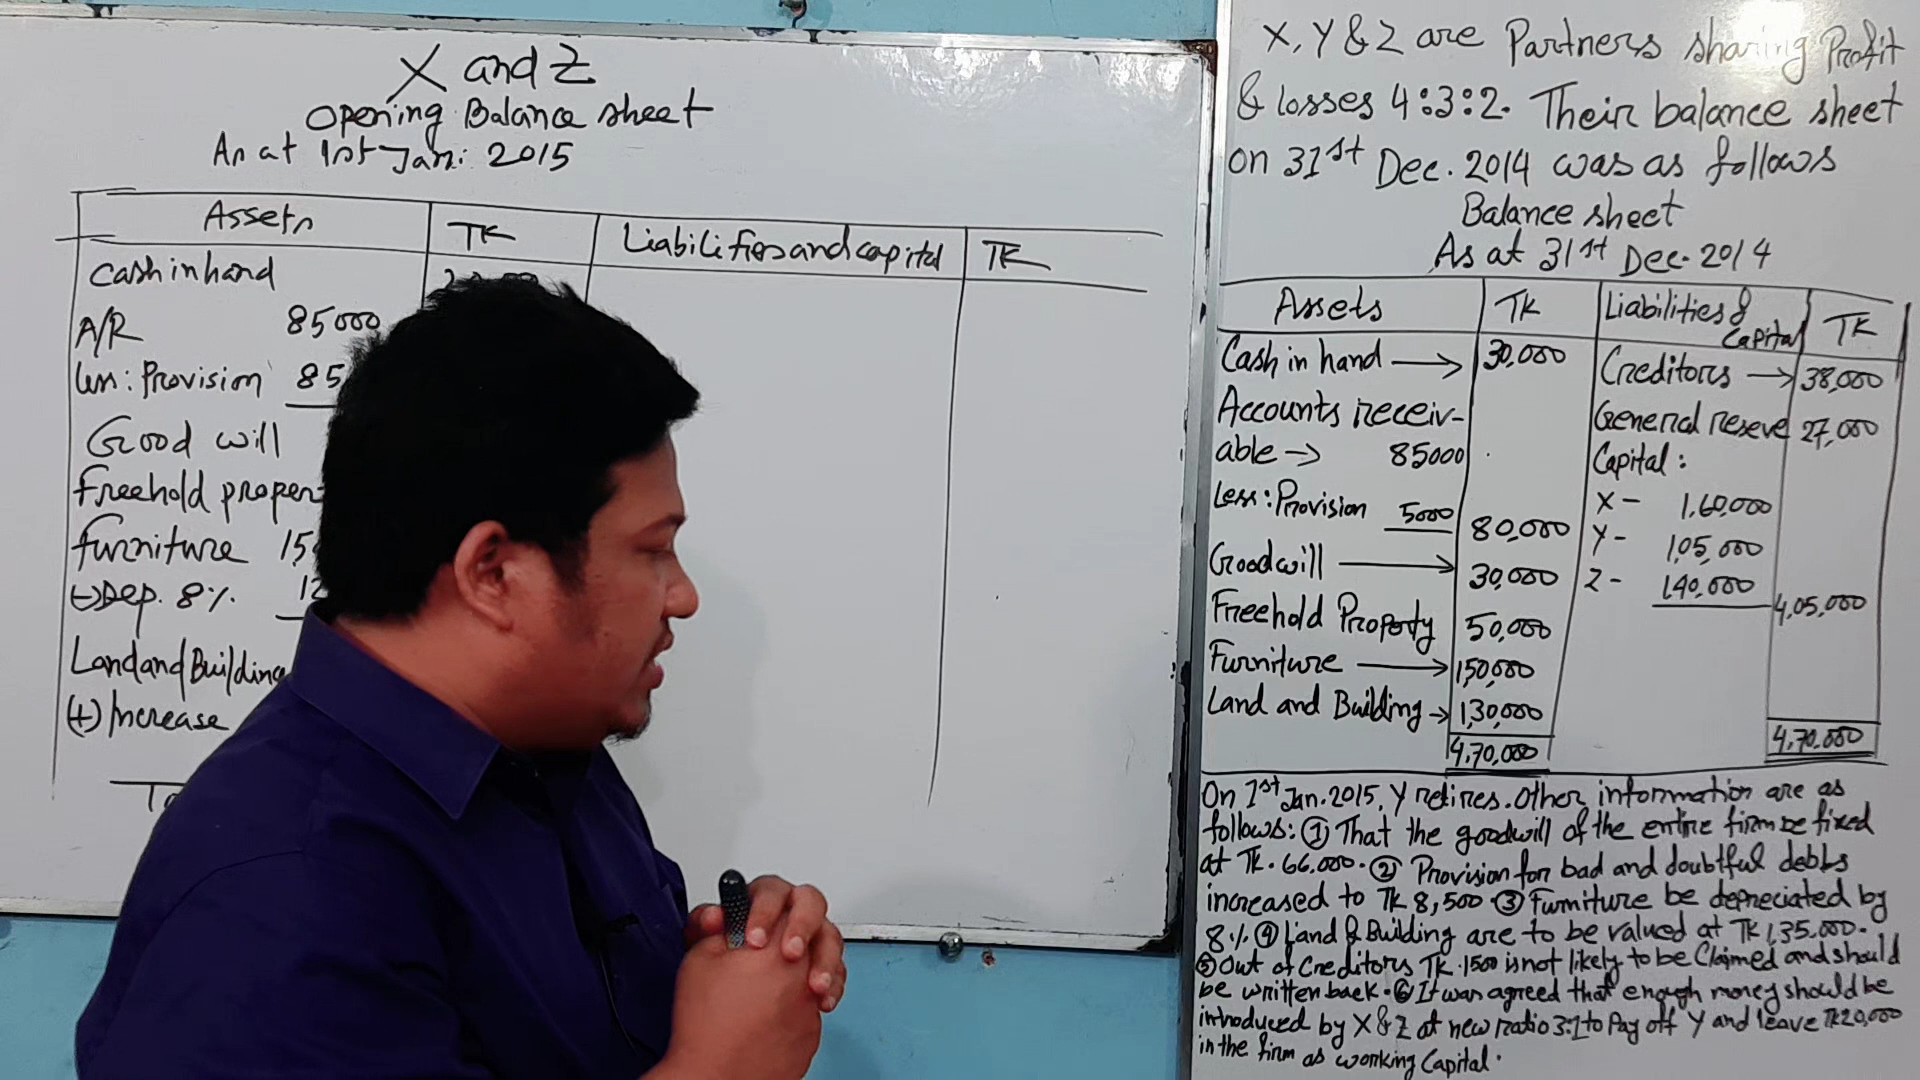 X and Z
Opening Balance sheet
As at 1st Jan: 2015
Assets TK Liabilities and capital TK
Cash in hand
A/R 85000
Less: Provision
Good will
Freehold
Furniture
(-) Dep. 8%.
Land and Building
(+) Increase
X, Y & Z are Partners sharing Profit
& losses 4:3:2. Their balance sheet
on 31st Dec. 2014 was as follows
Balance sheet
As at 31st Dec. 2014
Assets TK Liabilities & Capital TK
Cash in hand → 30,000 Creditors → 38,000
Accounts receiv- General reseve 27,000
able → 85000 Capital:
Less: Provision 5000 80,000 X - 1,60,000
Y - 1,05,000
Goodwill → 30,000 Z - 1,40,000 4,05,000
Freehold Property 50,000
Furniture → 1,50,000
Land and Building → 1,30,000
4,70,000 4,70,000
On 1st Jan. 2015, Y retires. Other information are as
follows: ① That the goodwill of the entire firm be fixed
at TK. 66,000. ② Provision for bad and doubtful debts
increased to TK 8,500 ③ Furniture be depreciated by
8%. ④ Land & Building are to be valued at TK 1,35,000.
⑤ Out of Creditors TK. 1500 is not likely to be Claimed and should
be written back. ⑥ It was agreed that enough money should be
introduced by X & Z at new ratio 3:1 to Pay off Y and leave TK 20,000
in the firm as working Capital.